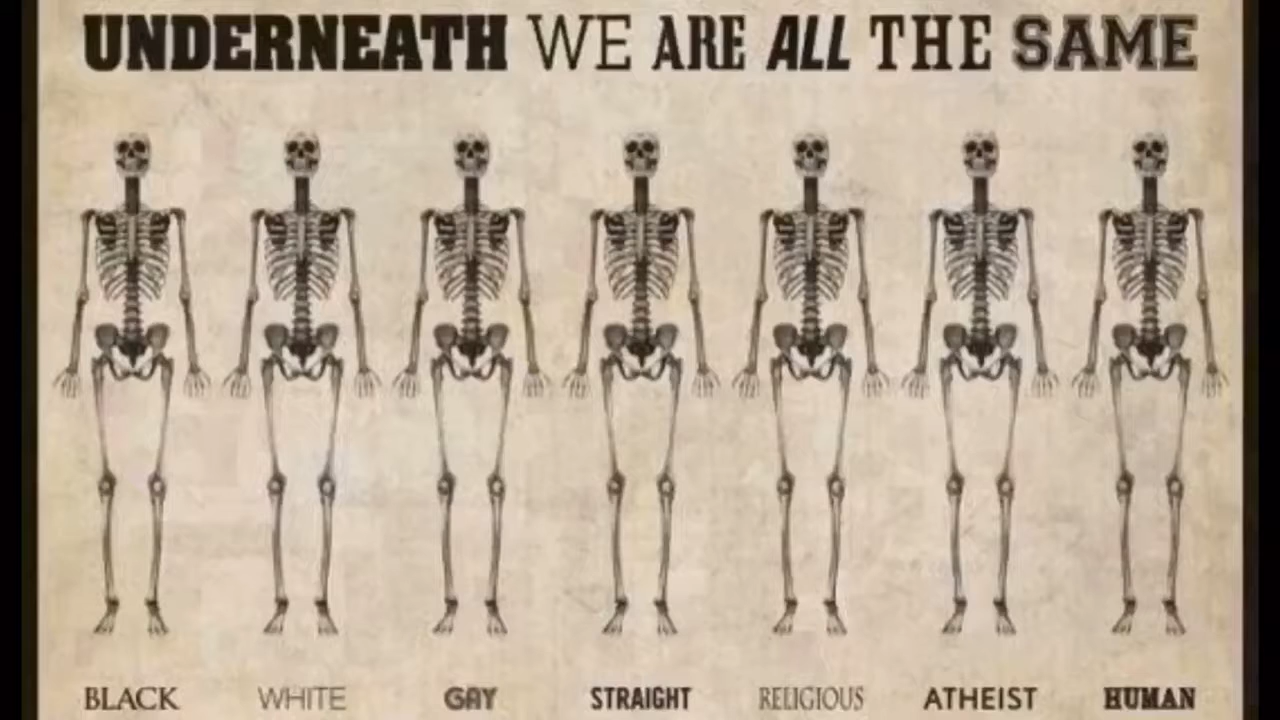 UNDERNEATH WE ARE ALL THE SAME
BLACK WHITE GAY STRAIGHT RELIGIOUS ATHEIST HUMAN